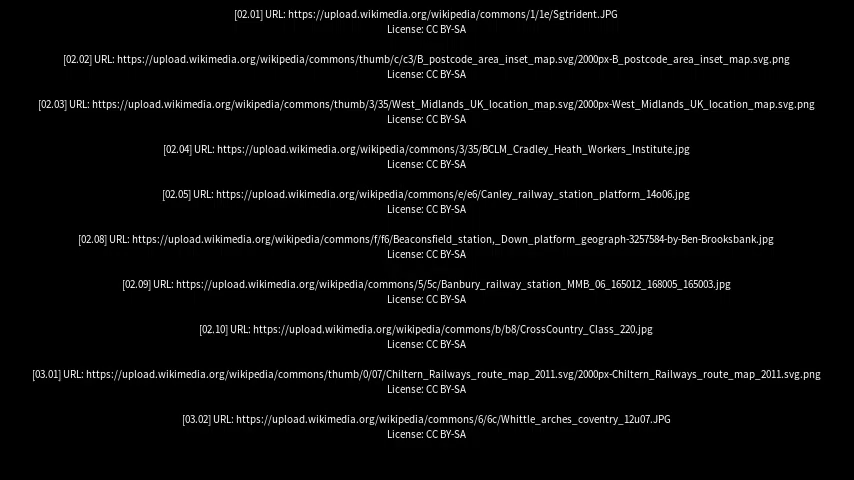 [02.01] URL: https://upload.wikimedia.org/wikipedia/commons/1/1e/Sgtrident.JPG
License: CC BY-SA
[02.02] URL: https://upload.wikimedia.org/wikipedia/commons/thumb/c/c3/B_postcode_area_inset_map.svg/2000px-B_postcode_area_inset_map.svg.png
License: CC BY-SA
[02.03] URL: https://upload.wikimedia.org/wikipedia/commons/thumb/3/35/West_Midlands_UK_location_map.svg/2000px-West_Midlands_UK_location_map.svg.png
License: CC BY-SA
[02.04] URL: https://upload.wikimedia.org/wikipedia/commons/3/35/BCLM_Cradley_Heath_Workers_Institute.jpg
License: CC BY-SA
[02.05] URL: https://upload.wikimedia.org/wikipedia/commons/e/e6/Canley_railway_station_platform_14o06.jpg
License: CC BY-SA
[02.08] URL: https://upload.wikimedia.org/wikipedia/commons/f/f6/Beaconsfield_station,_Down_platform_geograph-3257584-by-Ben-Brooksbank.jpg
License: CC BY-SA
[02.09] URL: https://upload.wikimedia.org/wikipedia/commons/5/5c/Banbury_railway_station_MMB_06_165012_168005_165003.jpg
License: CC BY-SA
[02.10] URL: https://upload.wikimedia.org/wikipedia/commons/b/b8/CrossCountry_Class_220.jpg
License: CC BY-SA
[03.01] URL: https://upload.wikimedia.org/wikipedia/commons/thumb/0/07/Chiltern_Railways_route_map_2011.svg/2000px-Chiltern_Railways_route_map_2011.svg.png
License: CC BY-SA
[03.02] URL: https://upload.wikimedia.org/wikipedia/commons/6/6c/Whittle_arches_coventry_12u07.JPG
License: CC BY-SA